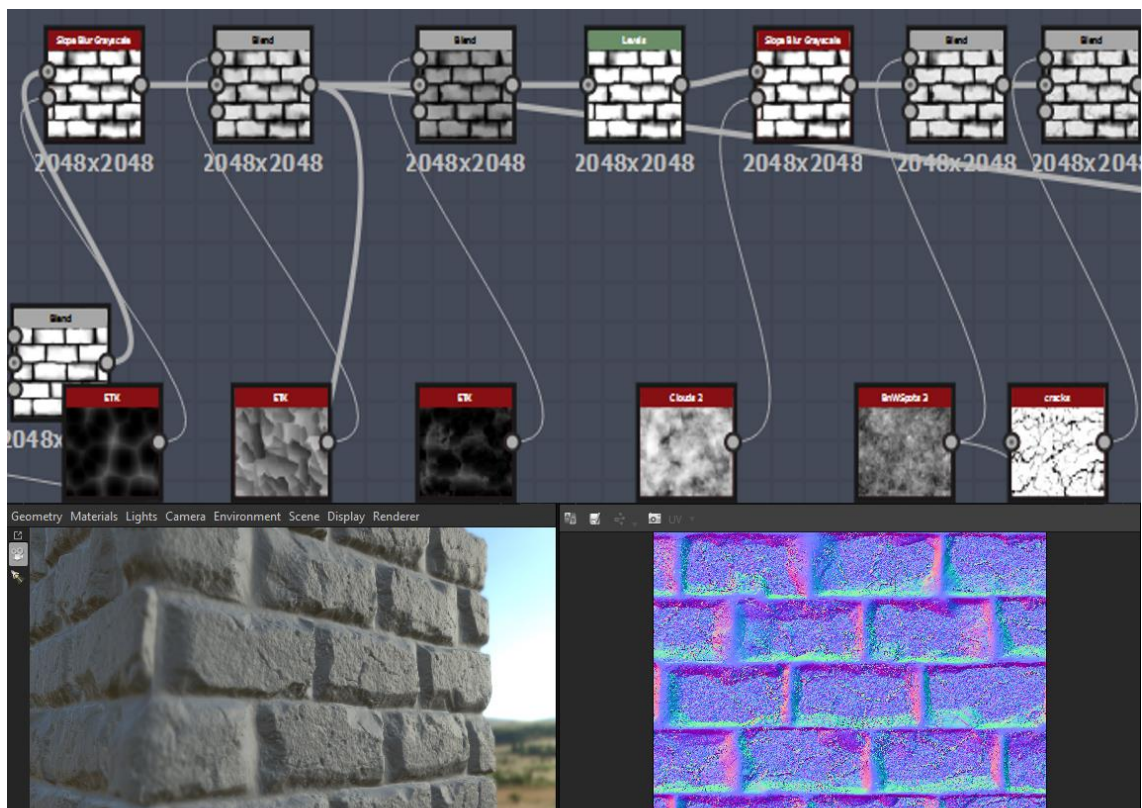 Slope Blur Grayscale
Blend
Blend
Levels
Slope Blur Grayscale
Blend
Blend
2048x2048
2048x2048
2048x2048
2048x2048
2048x2048
2048x2048
2048x204
Blend
2048x
ETK
ETK
ETK
Clouds 2
BnWSpots 3
cracks
Geometry Materials Lights Camera Environment Scene Display Renderer
UV